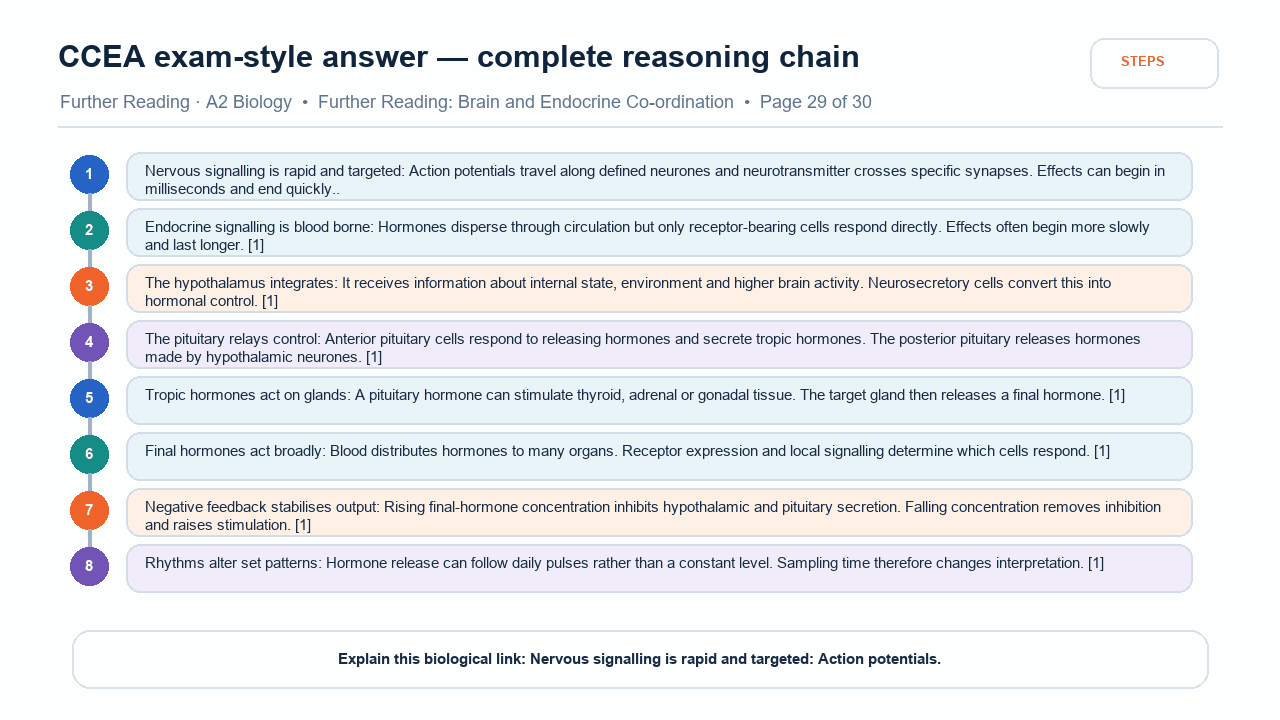 CCEA exam-style answer — complete reasoning chain
STEPS
Further Reading · A2 Biology • Further Reading: Brain and Endocrine Co-ordination • Page 29 of 30
1
Nervous signalling is rapid and targeted: Action potentials travel along defined neurones and neurotransmitter crosses specific synapses. Effects can begin in
milliseconds and end quickly..
2
Endocrine signalling is blood borne: Hormones disperse through circulation but only receptor-bearing cells respond directly. Effects often begin more slowly
and last longer. [1]
3
The hypothalamus integrates: It receives information about internal state, environment and higher brain activity. Neurosecretory cells convert this into
hormonal control. [1]
4
The pituitary relays control: Anterior pituitary cells respond to releasing hormones and secrete tropic hormones. The posterior pituitary releases hormones
made by hypothalamic neurones. [1]
5
Tropic hormones act on glands: A pituitary hormone can stimulate thyroid, adrenal or gonadal tissue. The target gland then releases a final hormone. [1]
6
Final hormones act broadly: Blood distributes hormones to many organs. Receptor expression and local signalling determine which cells respond. [1]
7
Negative feedback stabilises output: Rising final-hormone concentration inhibits hypothalamic and pituitary secretion. Falling concentration removes inhibition
and raises stimulation. [1]
8
Rhythms alter set patterns: Hormone release can follow daily pulses rather than a constant level. Sampling time therefore changes interpretation. [1]
Explain this biological link: Nervous signalling is rapid and targeted: Action potentials.